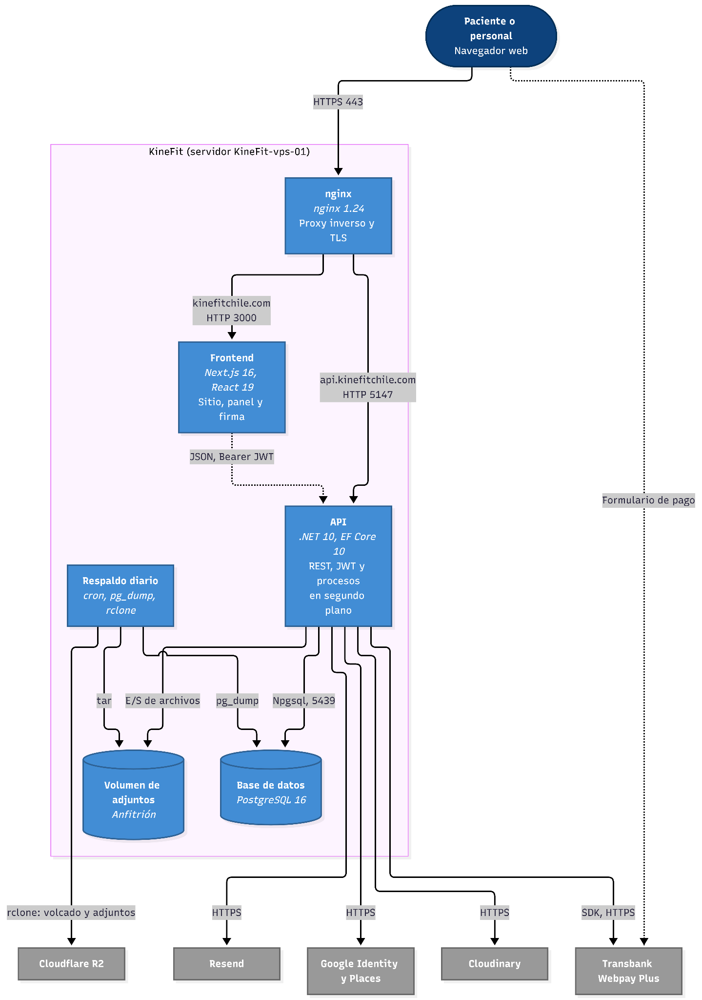 Paciente o
personal
Navegador web
HTTPS 443
KineFit (servidor KineFit-vps-01)
nginx
nginx 1.24
Proxy inverso y
TLS
kinefitchile.com
HTTP 3000
Frontend
Next.js 16,
React 19
Sitio, panel y
firma
api.kinefitchile.com
HTTP 5147
JSON, Bearer JWT
Formulario de pago
API
.NET 10, EF Core
10
REST, JWT y
procesos
en segundo
plano
Respaldo diario
cron, pg_dump,
rclone
tar
E/S de archivos
pg_dump
Npgsql, 5439
Volumen de
adjuntos
Anfitrión
Base de datos
PostgreSQL 16
rclone: volcado y adjuntos
HTTPS
HTTPS
HTTPS
SDK, HTTPS
Cloudflare R2
Resend
Google Identity
y Places
Cloudinary
Transbank
Webpay Plus